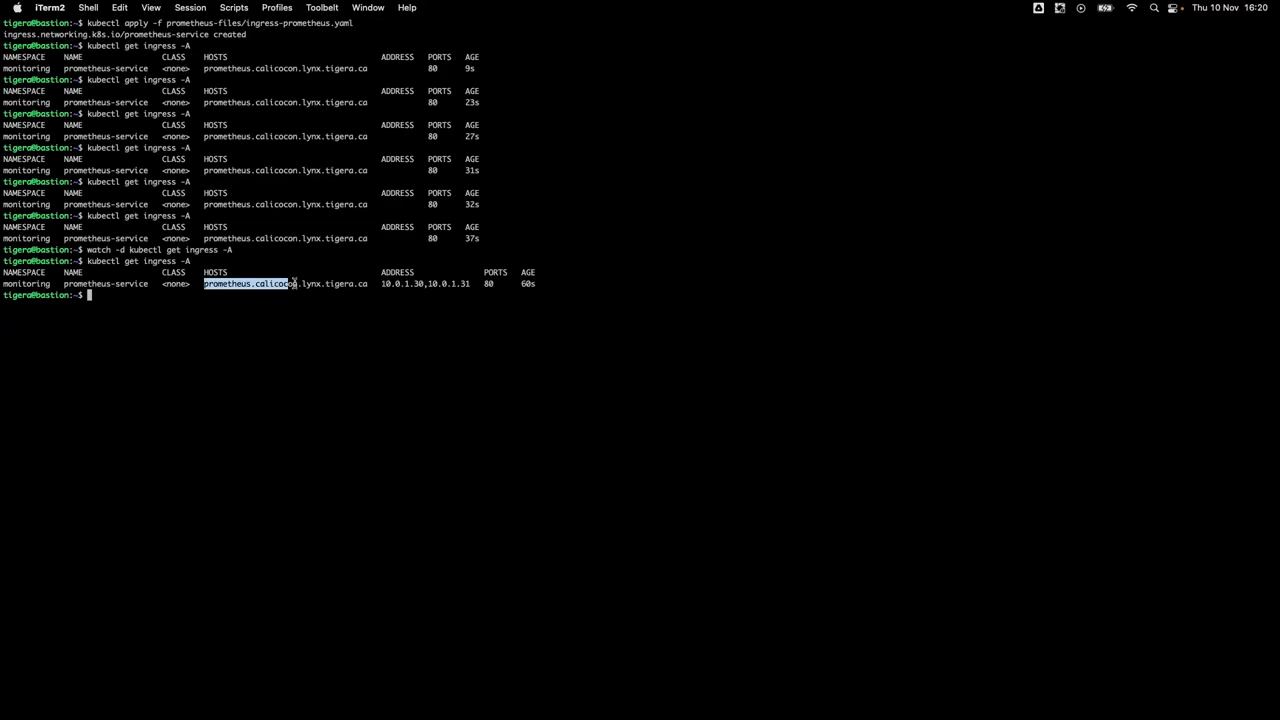 iTerm2 Shell Edit View Session Scripts Profiles Toolbelt Window Help Thu 10 Nov 16:20
tigera@bastion:~$ kubectl apply -f prometheus-files/ingress-prometheus.yaml
ingress.networking.k8s.io/prometheus-service created
tigera@bastion:~$ kubectl get ingress -A
NAMESPACE NAME CLASS HOSTS ADDRESS PORTS AGE
monitoring prometheus-service <none> prometheus.calicocon.lynx.tigera.ca 80 9s
tigera@bastion:~$ kubectl get ingress -A
NAMESPACE NAME CLASS HOSTS ADDRESS PORTS AGE
monitoring prometheus-service <none> prometheus.calicocon.lynx.tigera.ca 80 23s
tigera@bastion:~$ kubectl get ingress -A
NAMESPACE NAME CLASS HOSTS ADDRESS PORTS AGE
monitoring prometheus-service <none> prometheus.calicocon.lynx.tigera.ca 80 27s
tigera@bastion:~$ kubectl get ingress -A
NAMESPACE NAME CLASS HOSTS ADDRESS PORTS AGE
monitoring prometheus-service <none> prometheus.calicocon.lynx.tigera.ca 80 31s
tigera@bastion:~$ kubectl get ingress -A
NAMESPACE NAME CLASS HOSTS ADDRESS PORTS AGE
monitoring prometheus-service <none> prometheus.calicocon.lynx.tigera.ca 80 32s
tigera@bastion:~$ kubectl get ingress -A
NAMESPACE NAME CLASS HOSTS ADDRESS PORTS AGE
monitoring prometheus-service <none> prometheus.calicocon.lynx.tigera.ca 80 37s
tigera@bastion:~$ watch -d kubectl get ingress -A
tigera@bastion:~$ kubectl get ingress -A
NAMESPACE NAME CLASS HOSTS ADDRESS PORTS AGE
monitoring prometheus-service <none> prometheus.calicocon.lynx.tigera.ca 10.0.1.30,10.0.1.31 80 60s
tigera@bastion:~$